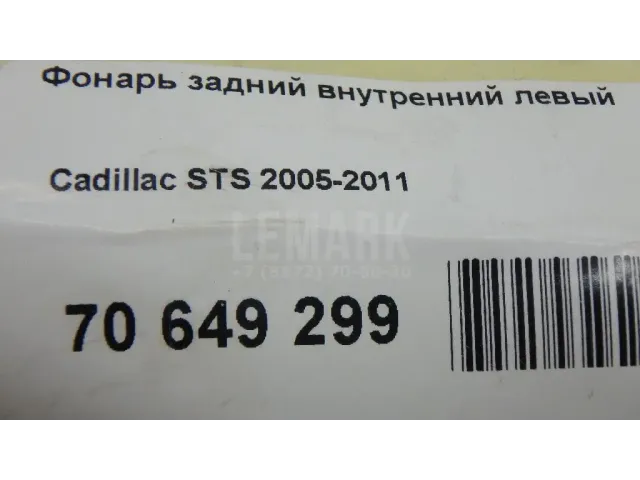 Фонарь задний внутренний левый
Cadillac STS 2005-2011
LEMARK
70 649 299